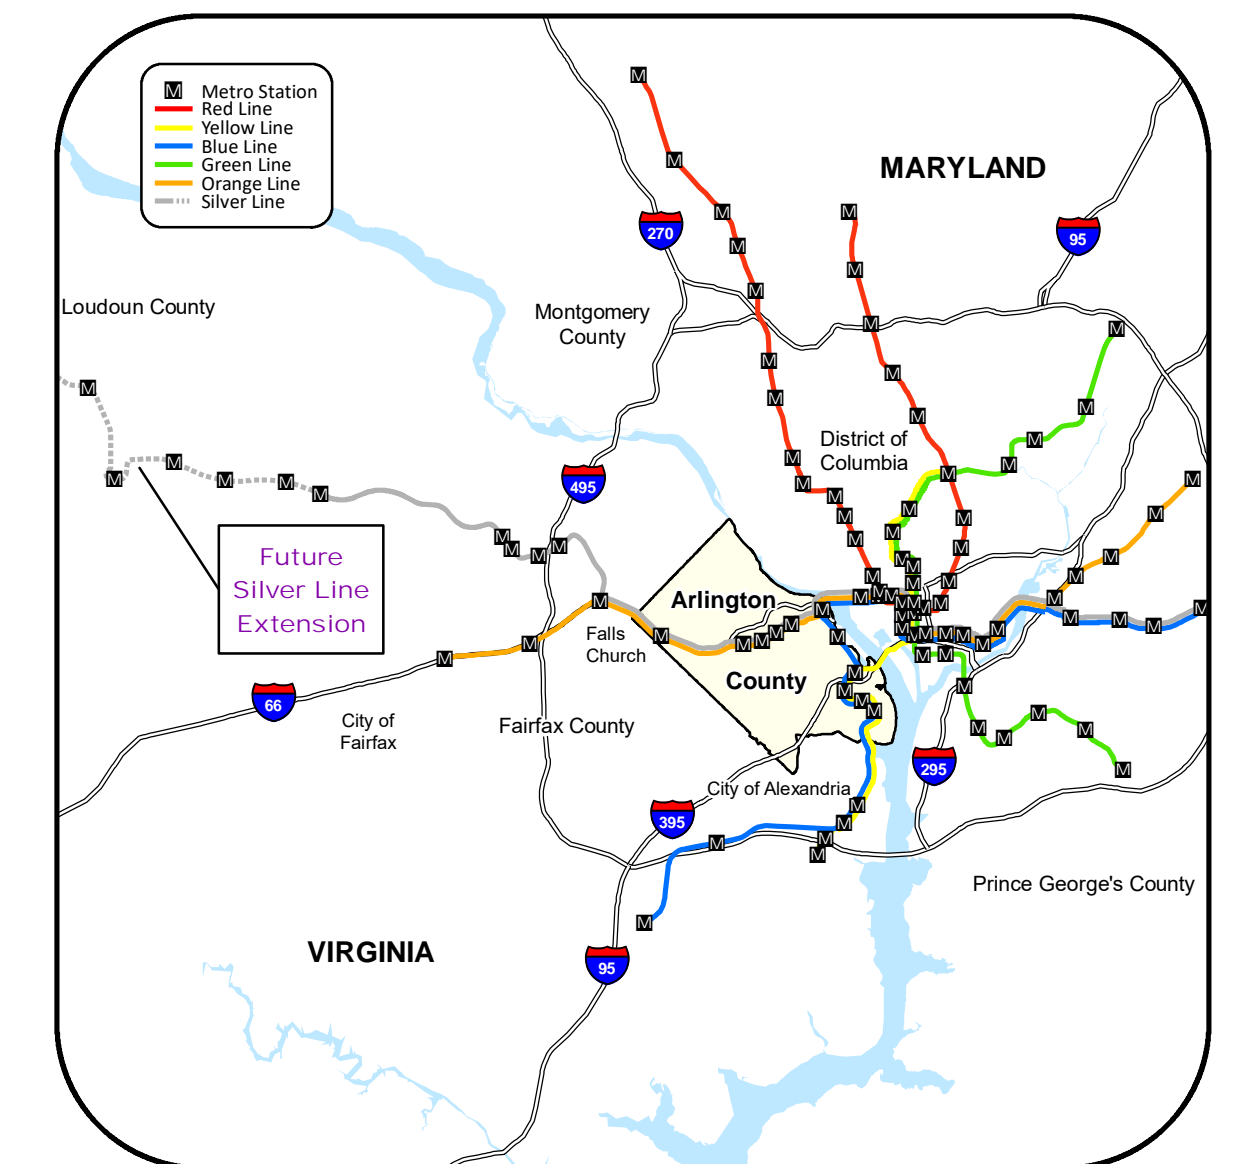 M Metro Station
Red Line
Yellow Line
Blue Line
Green Line
Orange Line
Silver Line
MARYLAND
270
95
Loudoun County
Montgomery
County
District of
Columbia
495
Future
Silver Line
Extension
Arlington
County
Falls
Church
66
City of
Fairfax
Fairfax County
295
City of Alexandria
395
Prince George's County
VIRGINIA
95